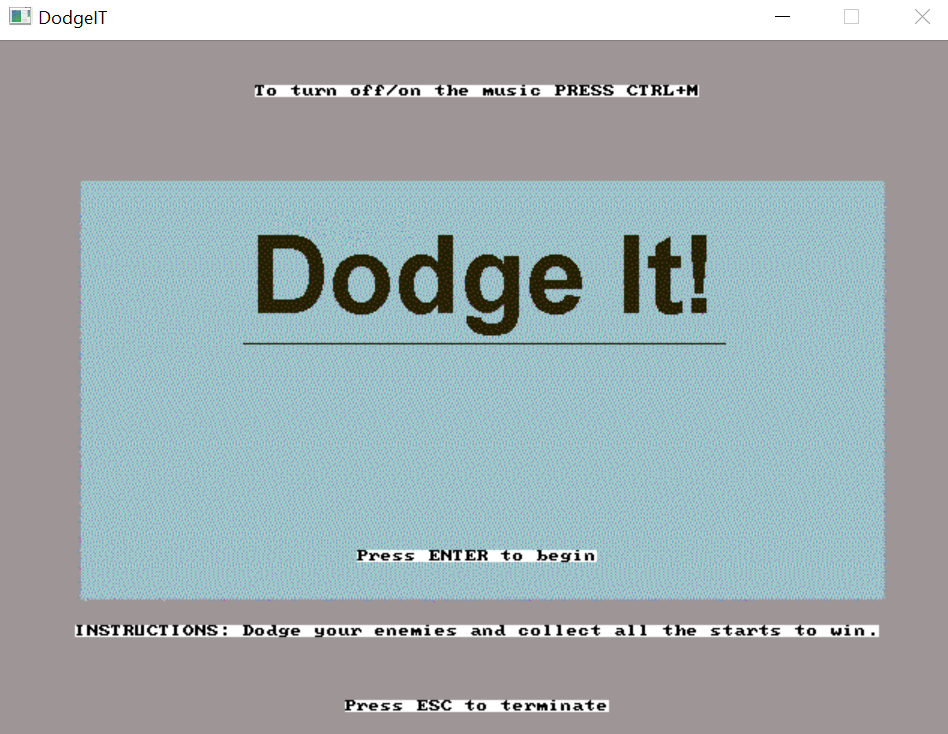 DodgeIT
To turn off/on the music PRESS CTRL+M
Dodge It!
Press ENTER to begin
INSTRUCTIONS: Dodge your enemies and collect all the starts to win.
Press ESC to terminate